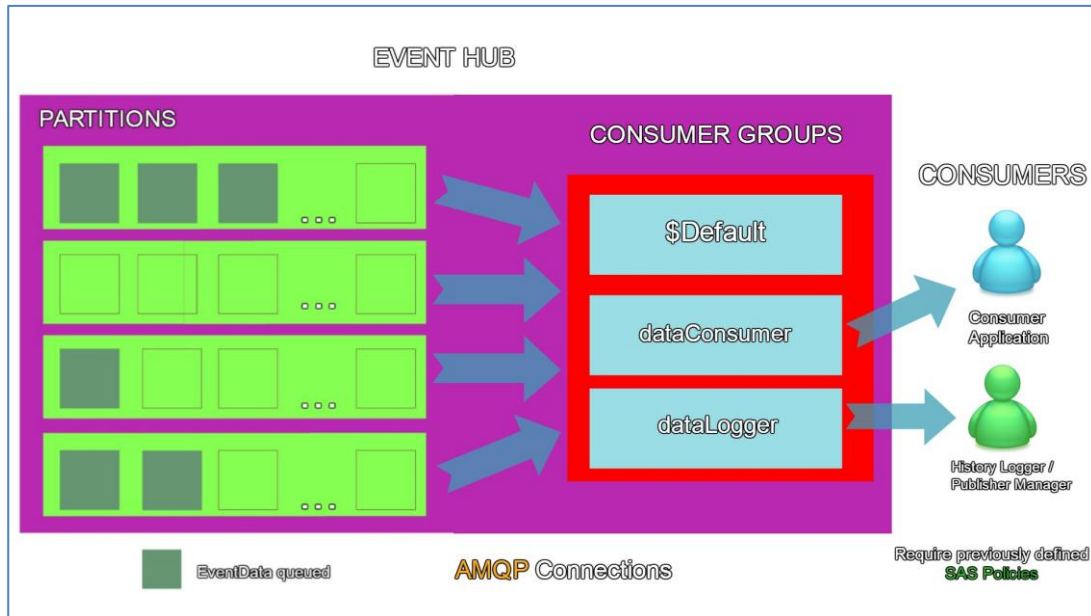 EVENT HUB
PARTITIONS
CONSUMER GROUPS
CONSUMERS
$Default
dataConsumer
dataLogger
Consumer
Application
History Logger /
Publisher Manager
EventData queued
AMQP Connections
Require previously defined
SAS Policies